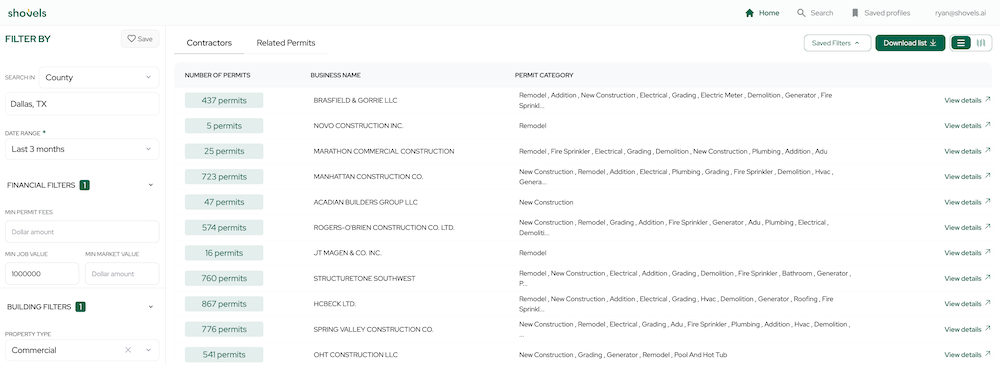 shovels
Home
Search
Saved profiles
ryan@shovels.ai
FILTER BY
Save
SEARCH IN
County
Dallas, TX
DATE RANGE *
Last 3 months
FINANCIAL FILTERS 1
MIN PERMIT FEES
Dollar amount
MIN JOB VALUE
MIN MARKET VALUE
1000000
Dollar amount
BUILDING FILTERS 1
PROPERTY TYPE
Commercial
Contractors
Related Permits
Saved Filters
Download list
NUMBER OF PERMITS
BUSINESS NAME
PERMIT CATEGORY
437 permits
BRASFIELD & GORRIE LLC
Remodel , Addition , New Construction , Electrical , Grading , Electric Meter , Demolition , Generator , Fire
Sprinkl...
View details
5 permits
NOVO CONSTRUCTION INC.
Remodel
View details
25 permits
MARATHON COMMERCIAL CONSTRUCTION
Remodel , Fire Sprinkler , Electrical , Grading , Demolition , New Construction , Plumbing , Addition , Adu
View details
723 permits
MANHATTAN CONSTRUCTION CO.
New Construction , Remodel , Addition , Electrical , Plumbing , Grading , Fire Sprinkler , Demolition , Hvac ,
Genera...
View details
47 permits
ACADIAN BUILDERS GROUP LLC
New Construction
View details
574 permits
ROGERS-O'BRIEN CONSTRUCTION CO. LTD.
New Construction , Remodel , Grading , Addition , Fire Sprinkler , Generator , Adu , Plumbing , Electrical ,
Demoliti...
View details
16 permits
JT MAGEN & CO. INC.
Remodel
View details
760 permits
STRUCTURETONE SOUTHWEST
Remodel , New Construction , Electrical , Addition , Grading , Demolition , Fire Sprinkler , Bathroom , Generator ,
P...
View details
867 permits
HCBECK LTD.
Remodel , New Construction , Addition , Electrical , Grading , Hvac , Demolition , Generator , Roofing , Fire
Sprinkl...
View details
776 permits
SPRING VALLEY CONSTRUCTION CO.
New Construction , Remodel , Electrical , Grading , Adu , Fire Sprinkler , Plumbing , Addition , Hvac , Demolition ,
...
View details
541 permits
OHT CONSTRUCTION LLC
New Construction , Grading , Generator , Remodel , Pool And Hot Tub
View details